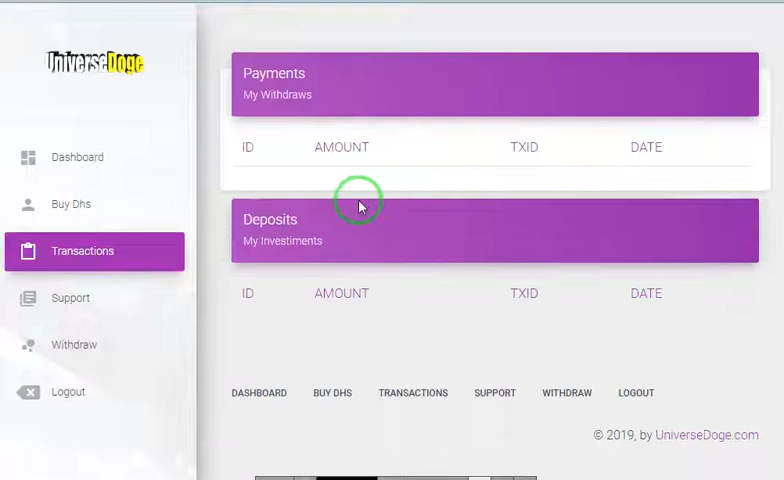 UniverseDoge
Dashboard
Buy Dhs
Transactions
Support
Withdraw
Logout
Payments
My Withdraws
ID AMOUNT TXID DATE
Deposits
My Investiments
ID AMOUNT TXID DATE
DASHBOARD BUY DHS TRANSACTIONS SUPPORT WITHDRAW LOGOUT
© 2019, by UniverseDoge.com